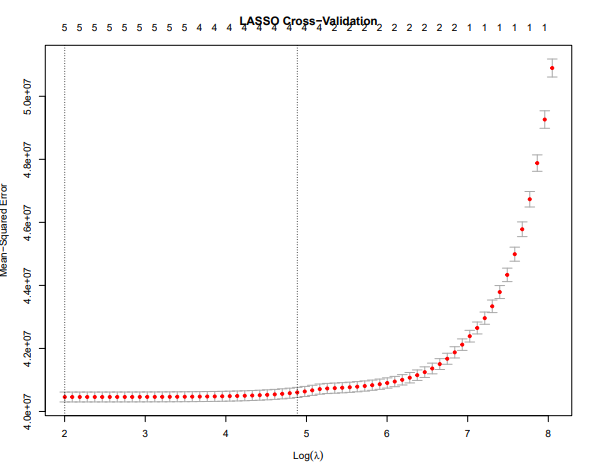 LASSO Cross−Validation
5 5 5 5 5 5 5 4 4 4 4 4 4 4 4 4 4 4 2 2 2 2 2 2 2 2 2 1 1 1 1 1 1
Mean−Squared Error
5.0e+07
4.8e+07
4.6e+07
4.4e+07
4.2e+07
4.0e+07
2 3 4 5 6 7 8
Log(λ)